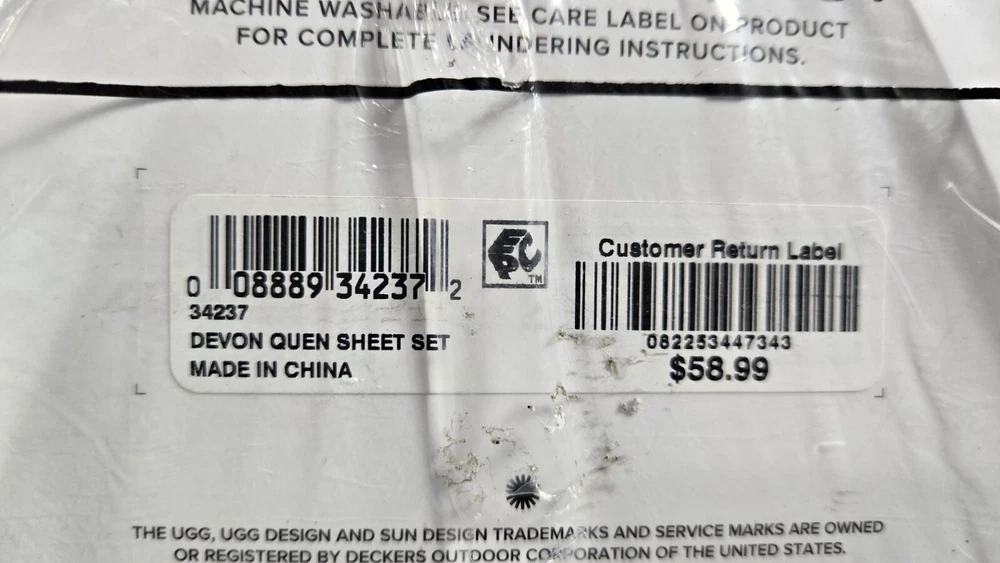 MACHINE WASHABLE. SEE CARE LABEL ON PRODUCT
FOR COMPLETE LAUNDERING INSTRUCTIONS.
0 08889 34237 2
34237
DEVON QUEN SHEET SET
MADE IN CHINA
EPC TM
Customer Return Label
082253447343
$58.99
THE UGG, UGG DESIGN AND SUN DESIGN TRADEMARKS AND SERVICE MARKS ARE OWNED
OR REGISTERED BY DECKERS OUTDOOR CORPORATION OF THE UNITED STATES.